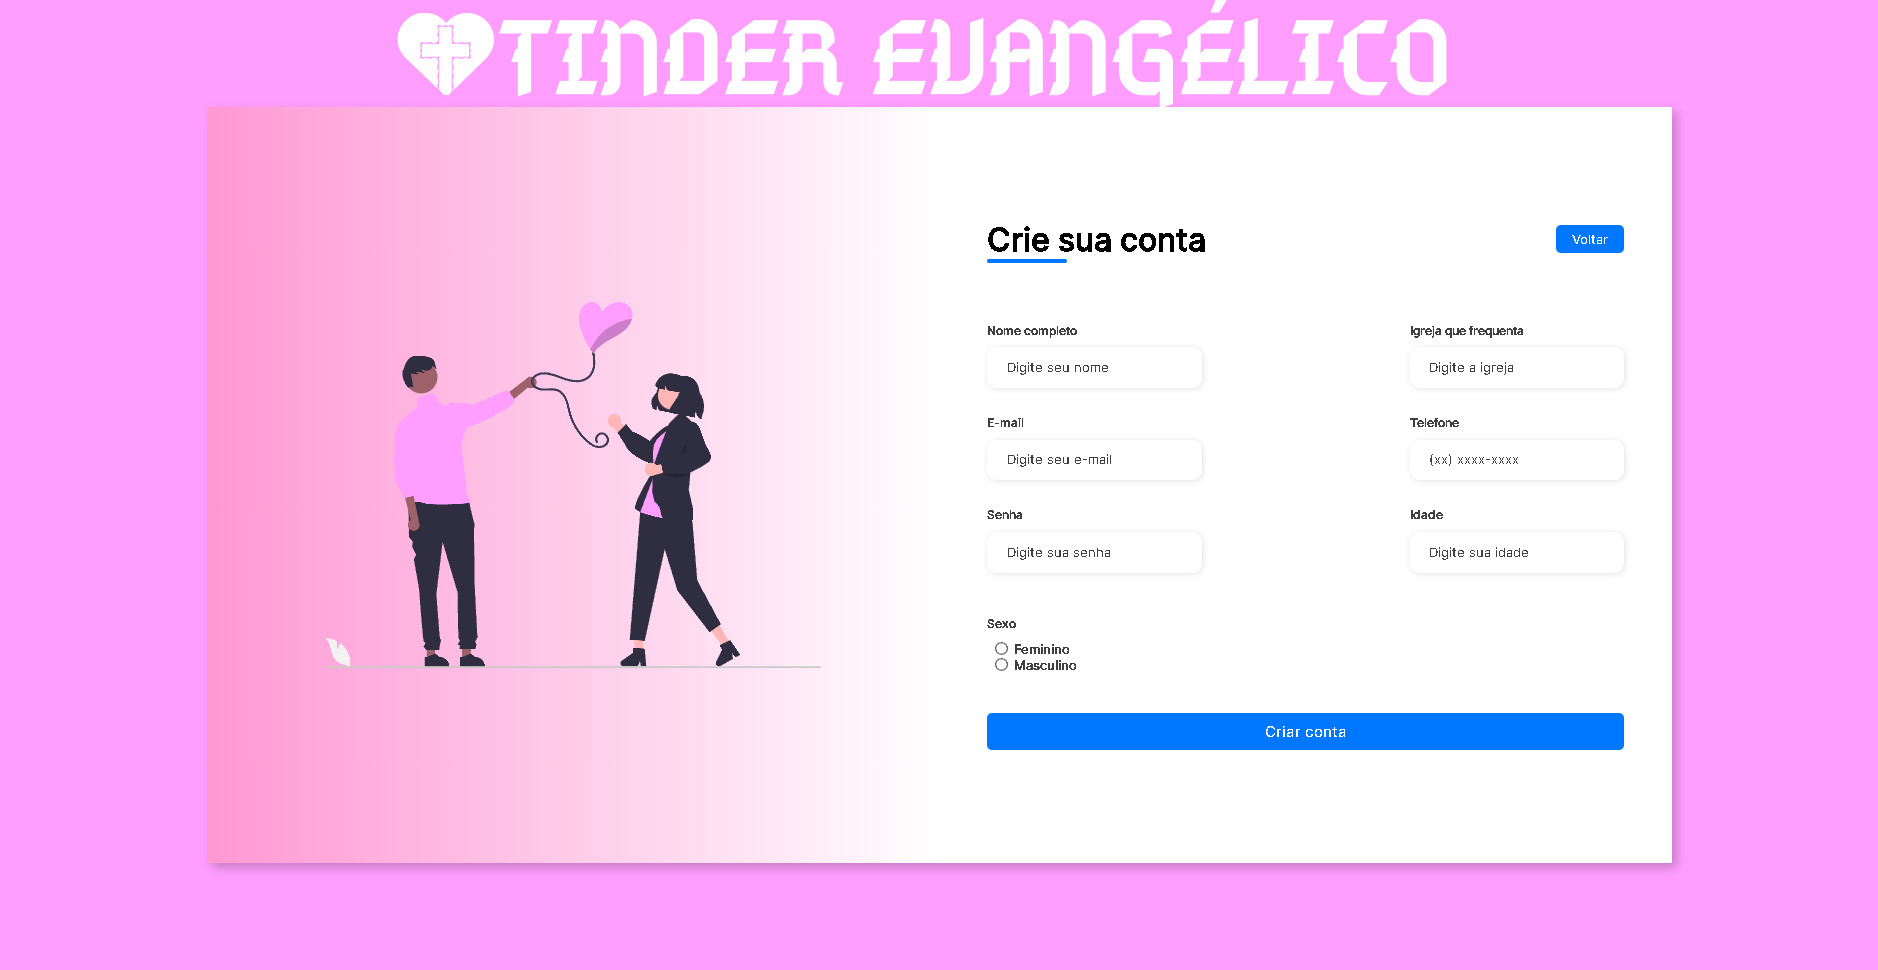 TINDER EVANGÉLICO
Crie sua conta
Voltar
Nome completo
Igreja que frequenta
Digite seu nome
Digite a igreja
E-mail
Telefone
Digite seu e-mail
(xx) xxxx-xxxx
Senha
Idade
Digite sua senha
Digite sua idade
Sexo
Feminino
Masculino
Criar conta